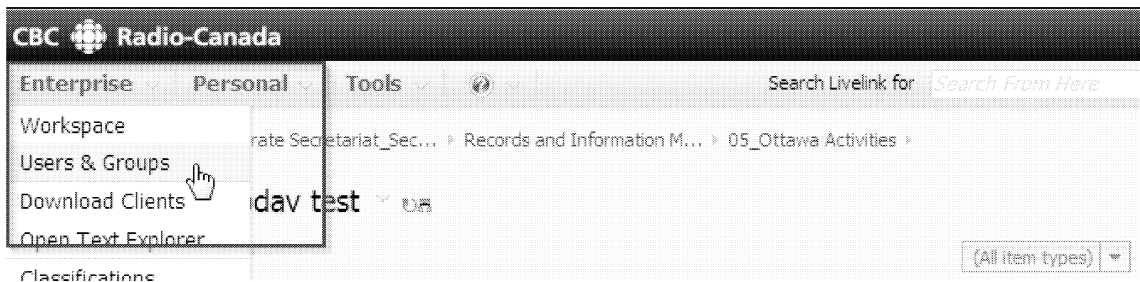 CBC Radio-Canada
Enterprise Personal Tools Search Livelink for Search From Here
Workspace
rate Secretariat_Sec... Records and Information M... 05_Ottawa Activities
Users & Groups
Download Clients
dav test
Open Text Explorer
(All item types)
Classifications